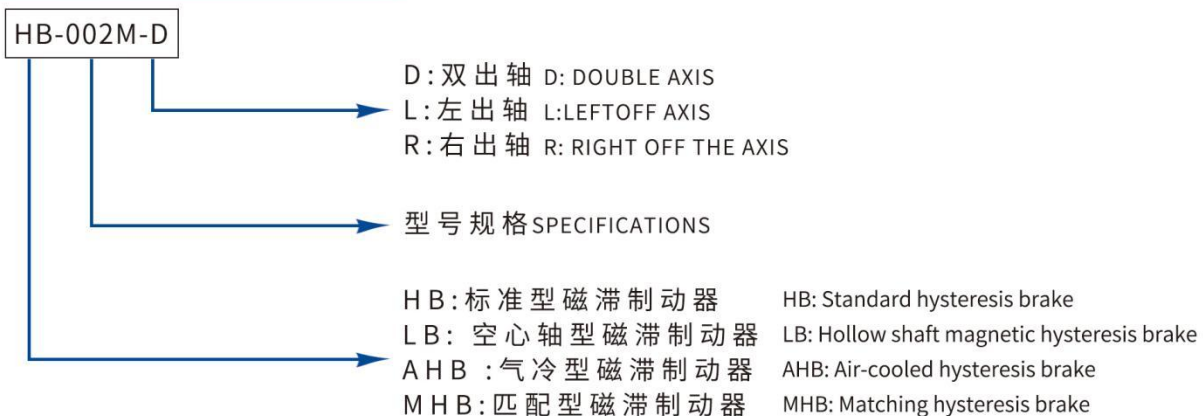 HB-002M-D
D:双出轴 D: DOUBLE AXIS
L:左出轴 L:LEFTOFF AXIS
R:右出轴 R: RIGHT OFF THE AXIS
型号规格SPECIFICATIONS
HB:标准型磁滞制动器 HB: Standard hysteresis brake
LB: 空心轴型磁滞制动器 LB: Hollow shaft magnetic hysteresis brake
AHB :气冷型磁滞制动器 AHB: Air-cooled hysteresis brake
MHB:匹配型磁滞制动器 MHB: Matching hysteresis brake